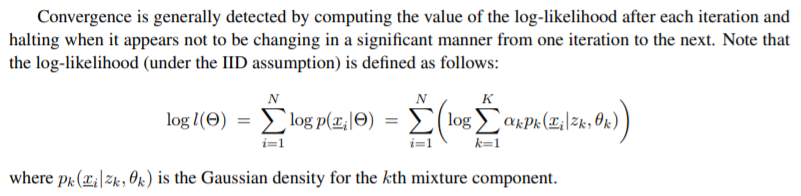 Convergence is generally detected by computing the value of the log-likelihood after each iteration and
halting when it appears not to be changing in a significant manner from one iteration to the next. Note that
the log-likelihood (under the IID assumption) is defined as follows:
log l(Θ) = ∑_{i=1}^{N} log p(x̲_i|Θ) = ∑_{i=1}^{N} ( log ∑_{k=1}^{K} α_k p_k(x̲_i|z_k, θ_k) )
where p_k(x̲_i|z_k, θ_k) is the Gaussian density for the kth mixture component.